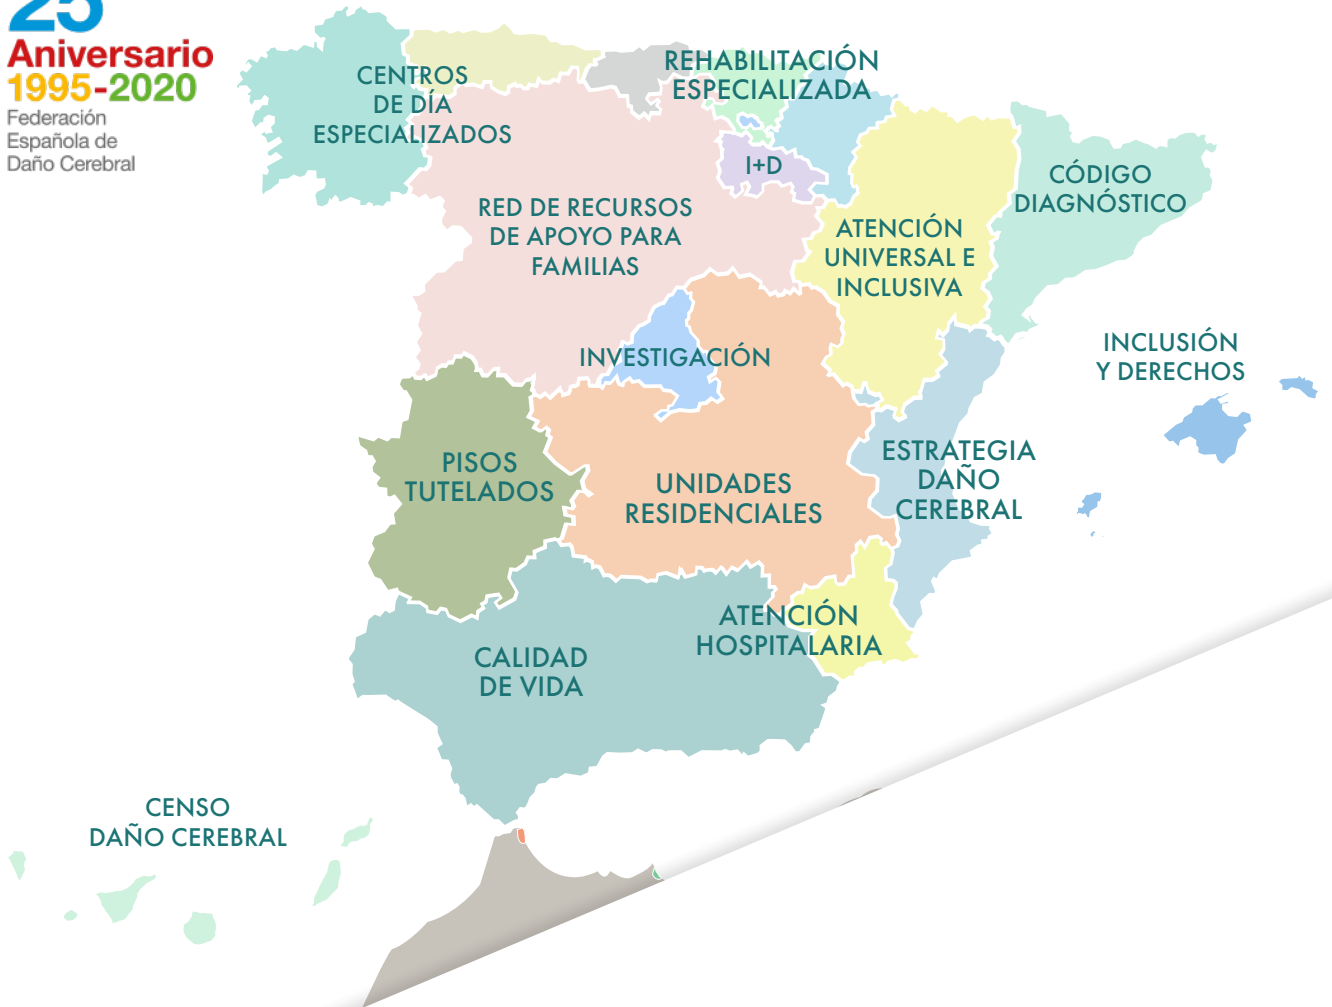 25
Aniversario
1995-2020
Federación
Española de
Daño Cerebral
CENTROS
DE DÍA
ESPECIALIZADOS
REHABILITACIÓN
ESPECIALIZADA
I+D
CÓDIGO
DIAGNÓSTICO
RED DE RECURSOS
DE APOYO PARA
FAMILIAS
ATENCIÓN
UNIVERSAL E
INCLUSIVA
INVESTIGACIÓN
INCLUSIÓN
Y DERECHOS
PISOS
TUTELADOS
UNIDADES
RESIDENCIALES
ESTRATEGIA
DAÑO
CEREBRAL
ATENCIÓN
HOSPITALARIA
CALIDAD
DE VIDA
CENSO
DAÑO CEREBRAL